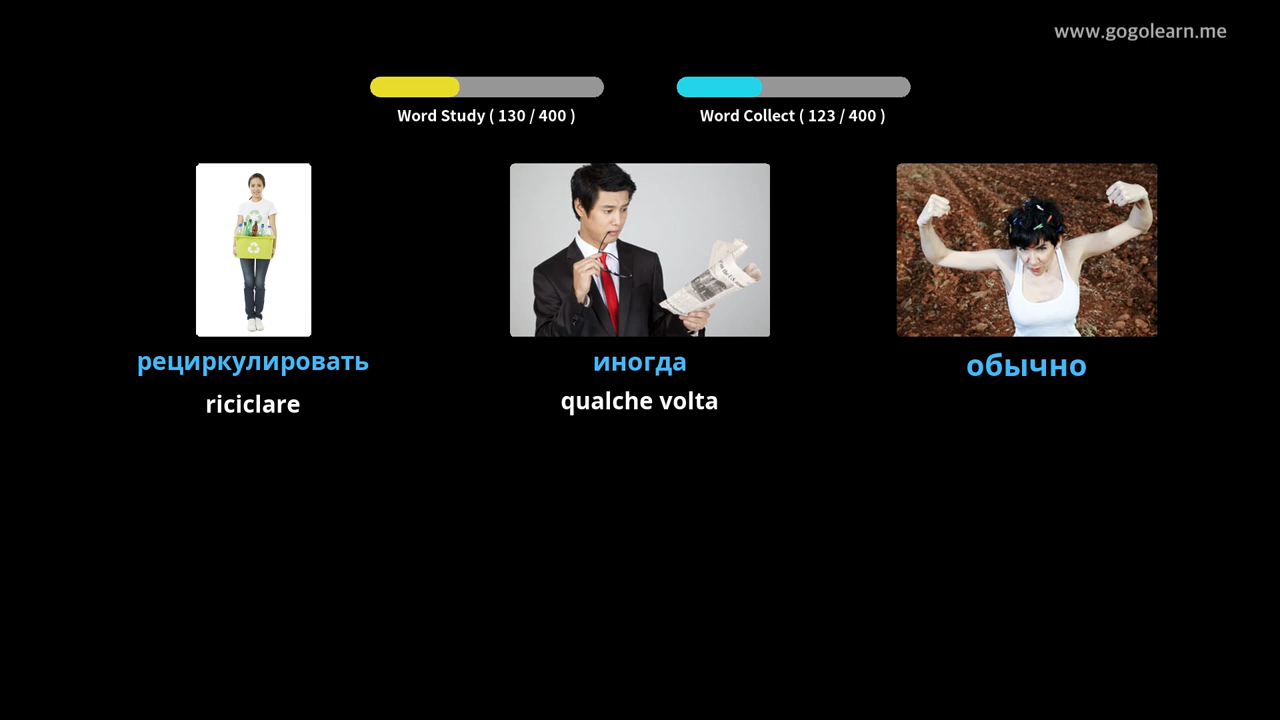 www.gogolearn.me
Word Study ( 130 / 400 )
Word Collect ( 123 / 400 )
рециркулировать
иногда
обычно
riciclare
qualche volta